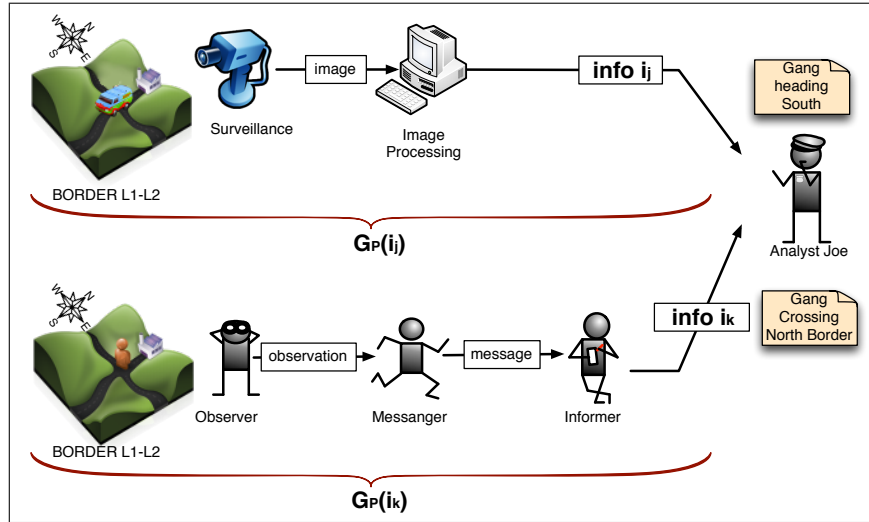 W
N
S
E
image
info ij
Gang
heading
South
Surveillance
Image
Processing
BORDER L1-L2
GP(ij)
Analyst Joe
W
N
S
E
observation
message
info ik
Gang
Crossing
North Border
Observer
Messanger
Informer
BORDER L1-L2
GP(ik)